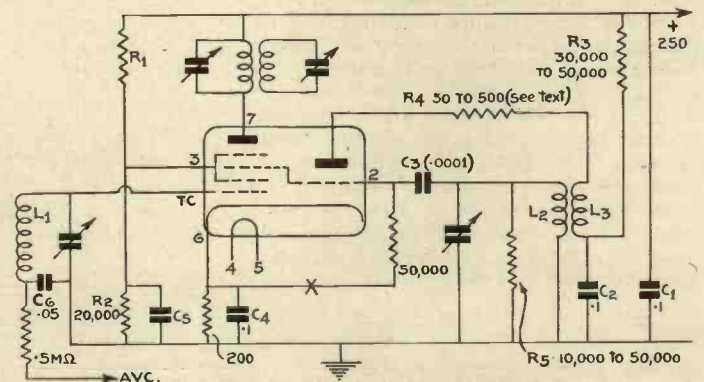 R1
+
250
R3
30,000
TO 50,000
R4 50 TO 500 (see text)
7
3
2
C3 (·0001)
TC
L1
L2
L3
6
4
5
50,000
C6
·05
R2
20,000
C5
C4
·1
X
C2
·1
C1
·1
·5MΩ
200
R5 10,000 TO 50,000
AVC.